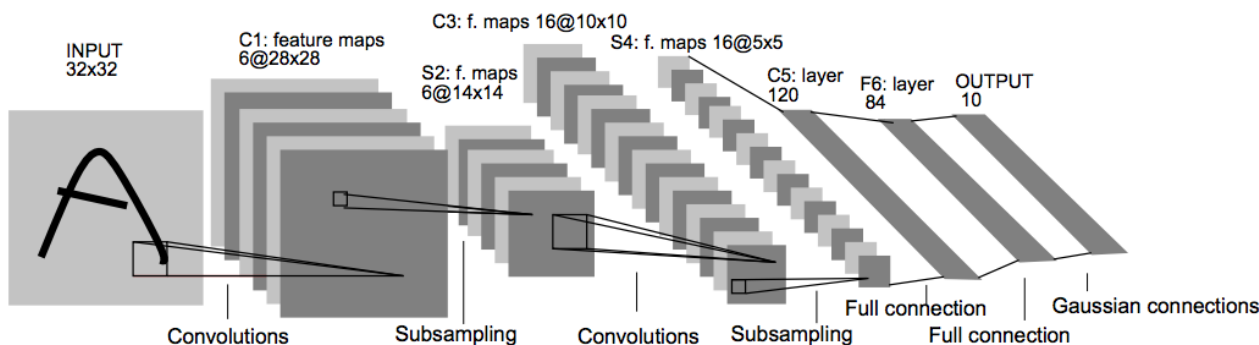 INPUT
32x32
C1: feature maps
6@28x28
S2: f. maps
6@14x14
C3: f. maps 16@10x10
S4: f. maps 16@5x5
C5: layer
120
F6: layer
84
OUTPUT
10
Convolutions
Subsampling
Convolutions
Subsampling
Full connection
Full connection
Gaussian connections